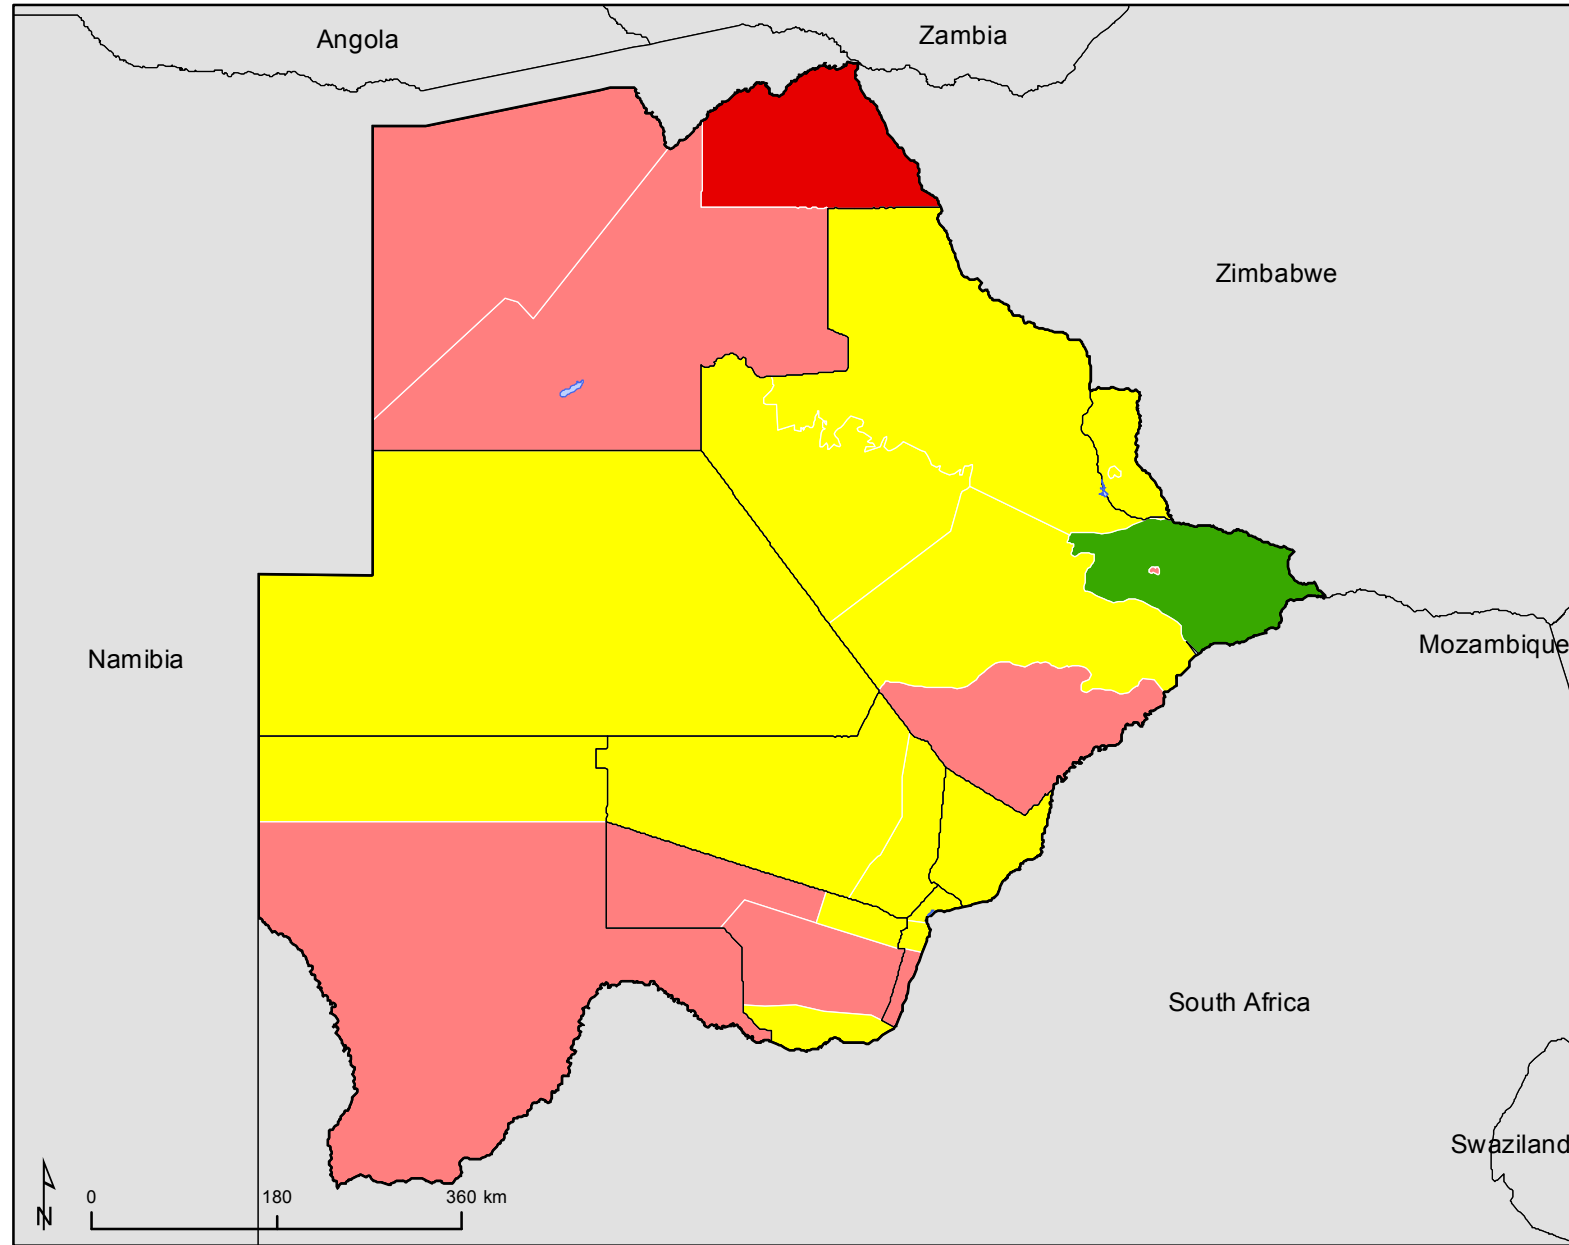 Angola
Zambia
Zimbabwe
Namibia
Mozambique
South Africa
Swaziland
0 180 360 km
N